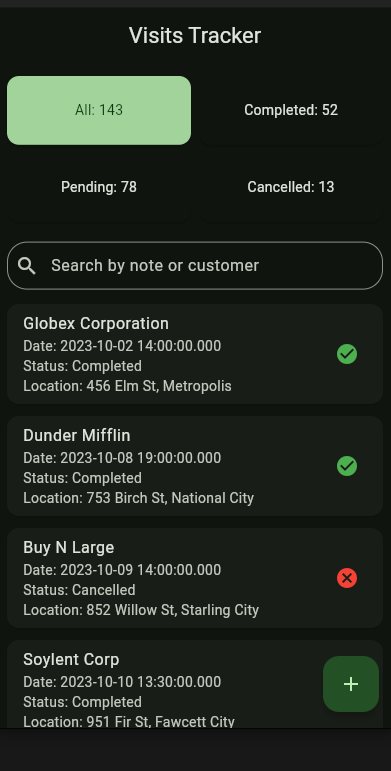 Visits Tracker
All: 143
Completed: 52
Pending: 78
Cancelled: 13
Search by note or customer
Globex Corporation
Date: 2023-10-02 14:00:00.000
Status: Completed
Location: 456 Elm St, Metropolis
Dunder Mifflin
Date: 2023-10-08 19:00:00.000
Status: Completed
Location: 753 Birch St, National City
Buy N Large
Date: 2023-10-09 14:00:00.000
Status: Cancelled
Location: 852 Willow St, Starling City
Soylent Corp
Date: 2023-10-10 13:30:00.000
Status: Completed
Location: 951 Fir St, Fawcett City